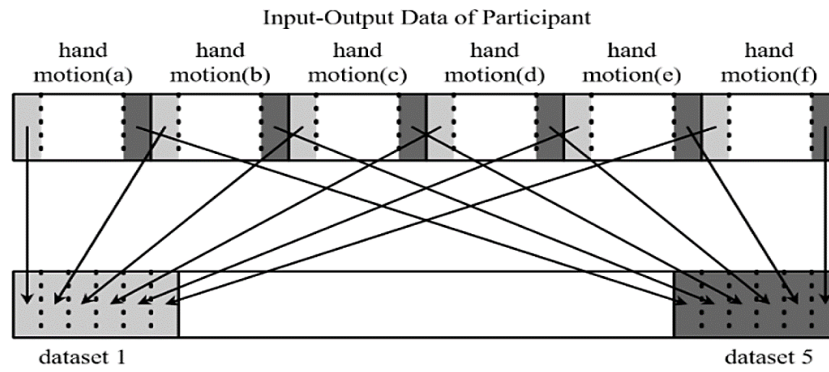 Input-Output Data of Participant
hand motion(a)
hand motion(b)
hand motion(c)
hand motion(d)
hand motion(e)
hand motion(f)
dataset 1
dataset 5